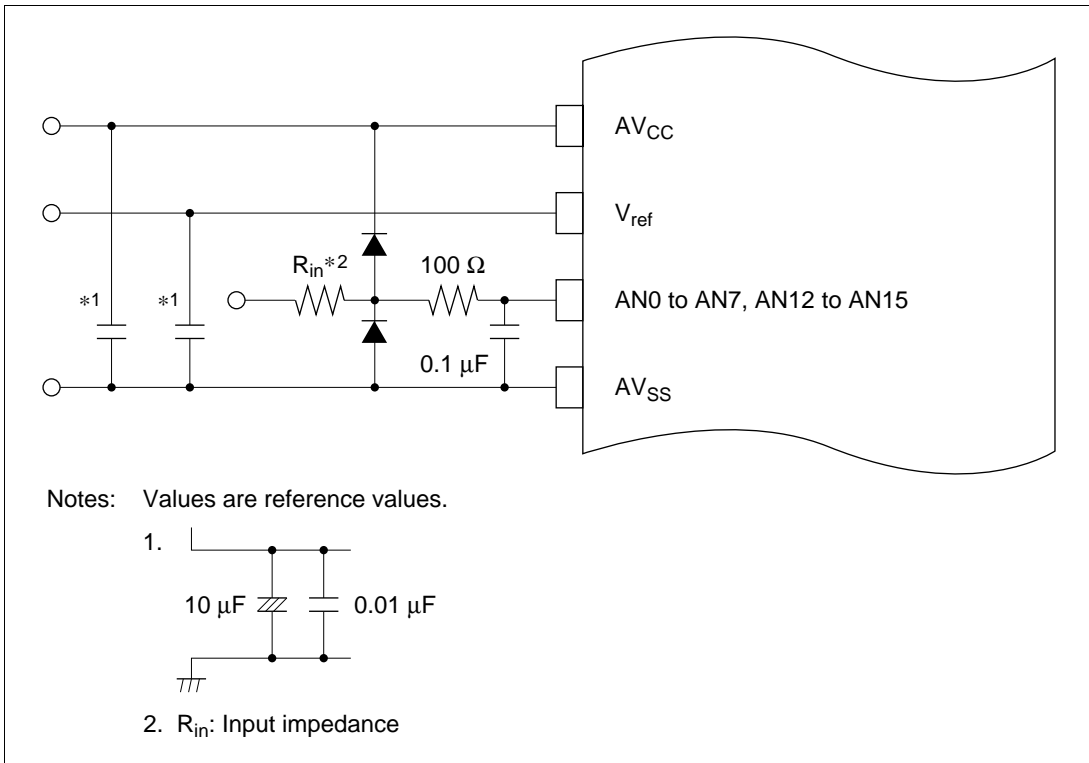 AVCC
Vref
Rin*2
100 Ω
*1
*1
AN0 to AN7, AN12 to AN15
0.1 μF
AVSS
Notes: Values are reference values.
1.
10 μF
0.01 μF
2. Rin: Input impedance